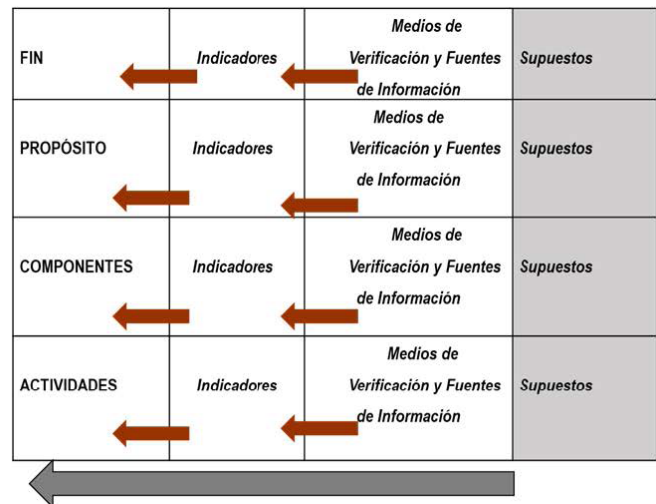 FIN
Indicadores
Medios de
Verificación y Fuentes
de Información
Supuestos
PROPÓSITO
Indicadores
Medios de
Verificación y Fuentes
de Información
Supuestos
COMPONENTES
Indicadores
Medios de
Verificación y Fuentes
de Información
Supuestos
ACTIVIDADES
Indicadores
Medios de
Verificación y Fuentes
de Información
Supuestos